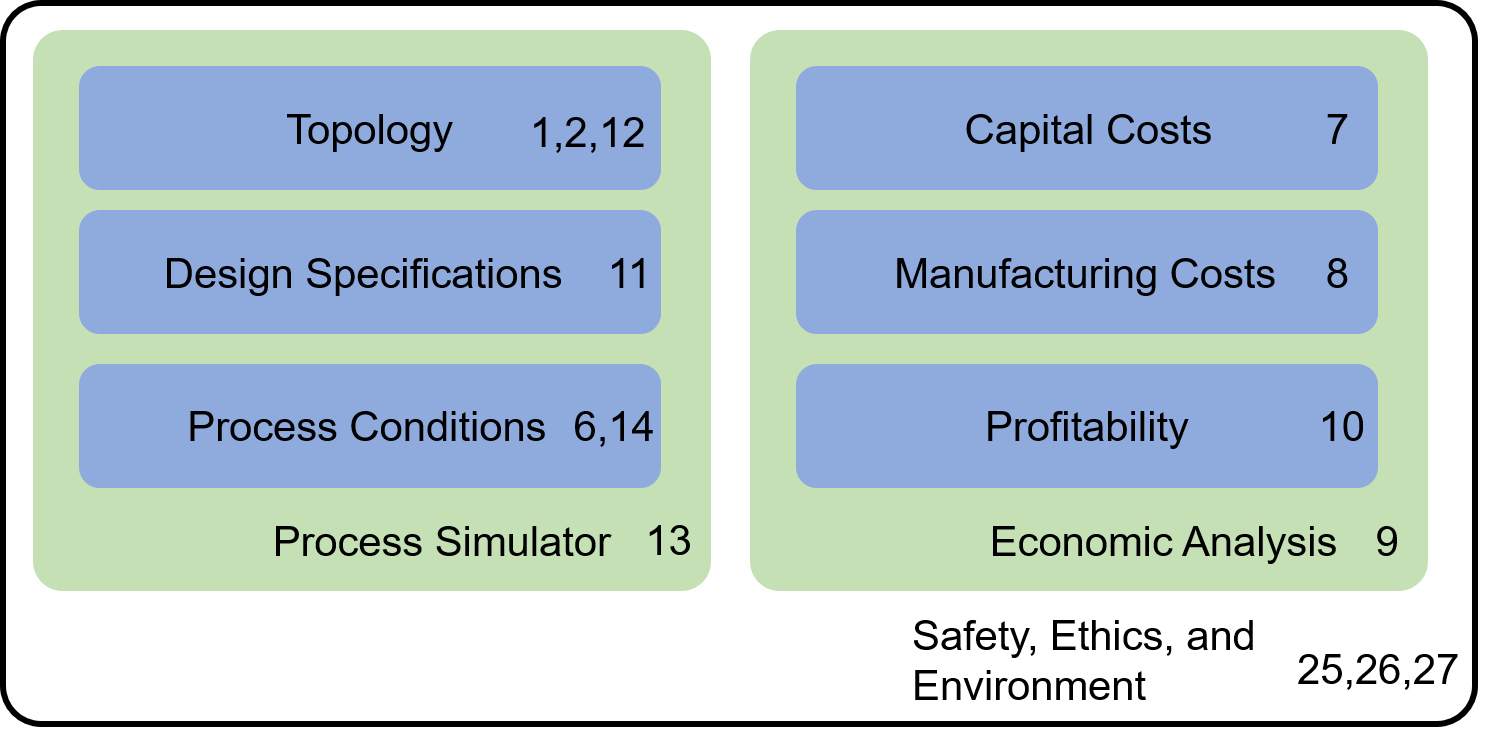 Topology 1,2,12
Design Specifications 11
Process Conditions 6,14
Process Simulator 13
Capital Costs 7
Manufacturing Costs 8
Profitability 10
Economic Analysis 9
Safety, Ethics, and
Environment 25,26,27